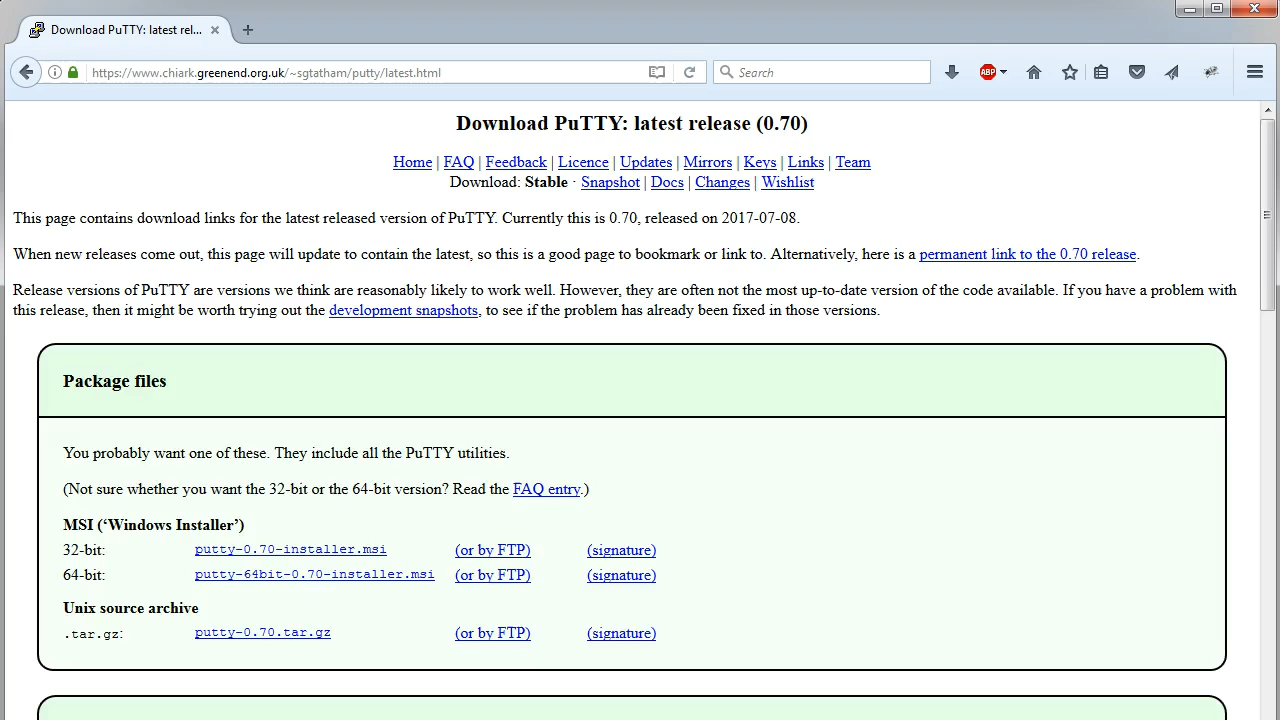 Download PuTTY: latest rel...
https://www.chiark.greenend.org.uk/~sgtatham/putty/latest.html
Search
ABP
Download PuTTY: latest release (0.70)
Home | FAQ | Feedback | Licence | Updates | Mirrors | Keys | Links | Team
Download: Stable · Snapshot | Docs | Changes | Wishlist
This page contains download links for the latest released version of PuTTY. Currently this is 0.70, released on 2017-07-08.
When new releases come out, this page will update to contain the latest, so this is a good page to bookmark or link to. Alternatively, here is a permanent link to the 0.70 release.
Release versions of PuTTY are versions we think are reasonably likely to work well. However, they are often not the most up-to-date version of the code available. If you have a problem with
this release, then it might be worth trying out the development snapshots, to see if the problem has already been fixed in those versions.
Package files
You probably want one of these. They include all the PuTTY utilities.
(Not sure whether you want the 32-bit or the 64-bit version? Read the FAQ entry.)
MSI (‘Windows Installer’)
32-bit: putty-0.70-installer.msi (or by FTP) (signature)
64-bit: putty-64bit-0.70-installer.msi (or by FTP) (signature)
Unix source archive
.tar.gz: putty-0.70.tar.gz (or by FTP) (signature)